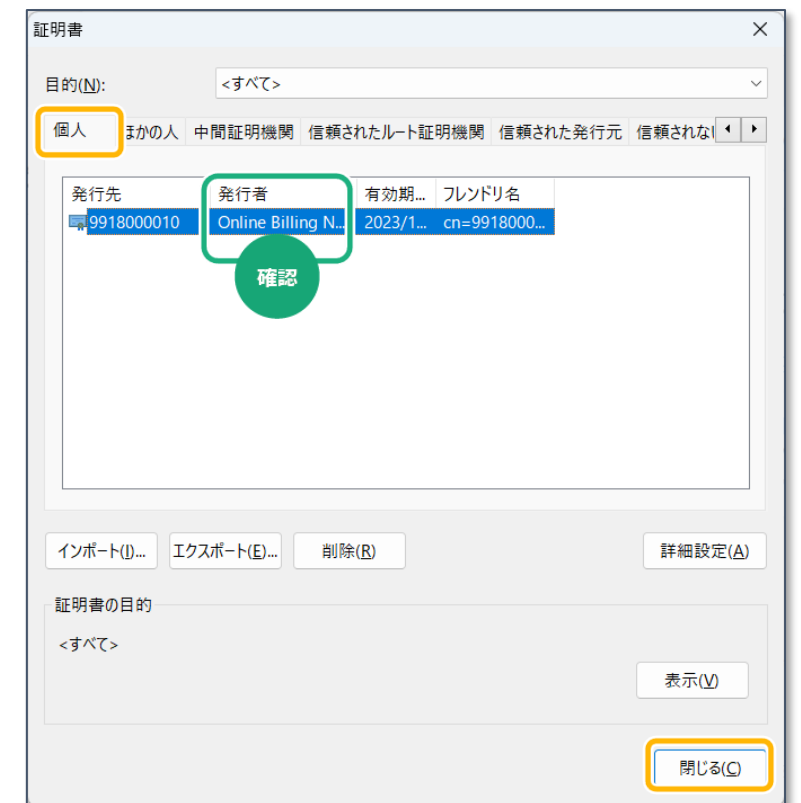 証明書
目的(N): <すべて>
個人 ほかの人 中間証明機関 信頼されたルート証明機関 信頼された発行元 信頼されない
発行先 発行者 有効期... フレンドリ名
9918000010 Online Billing N... 2023/1... cn=9918000...
確認
インポート(I)... エクスポート(E)... 削除(R) 詳細設定(A)
証明書の目的
<すべて>
表示(V)
閉じる(C)